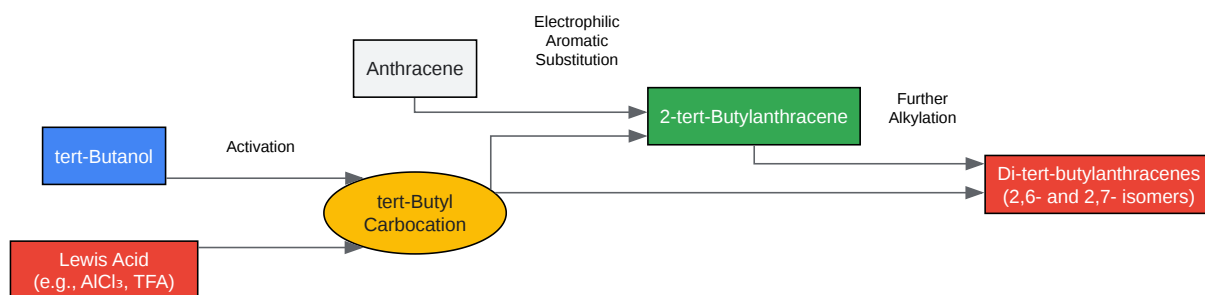 Electrophilic
Aromatic
Substitution
Anthracene
Further
Alkylation
2-tert-Butylanthracene
Activation
tert-Butanol
Di-tert-butylanthracenes
(2,6- and 2,7- isomers)
tert-Butyl
Carbocation
Lewis Acid
(e.g., AlCl₃, TFA)